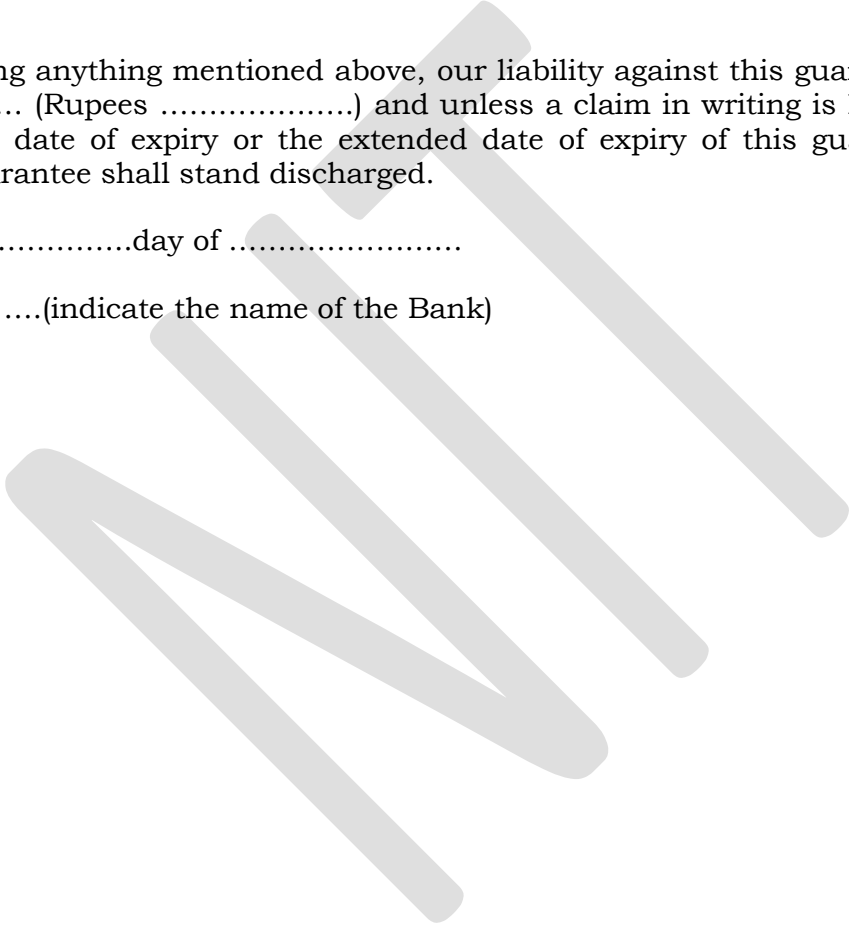 ng anything mentioned above, our liability against this guar
... (Rupees …………………) and unless a claim in writing is
date of expiry or the extended date of expiry of this gu
rantee shall stand discharged.
……………day of ……………………
….(indicate the name of the Bank)
NIT